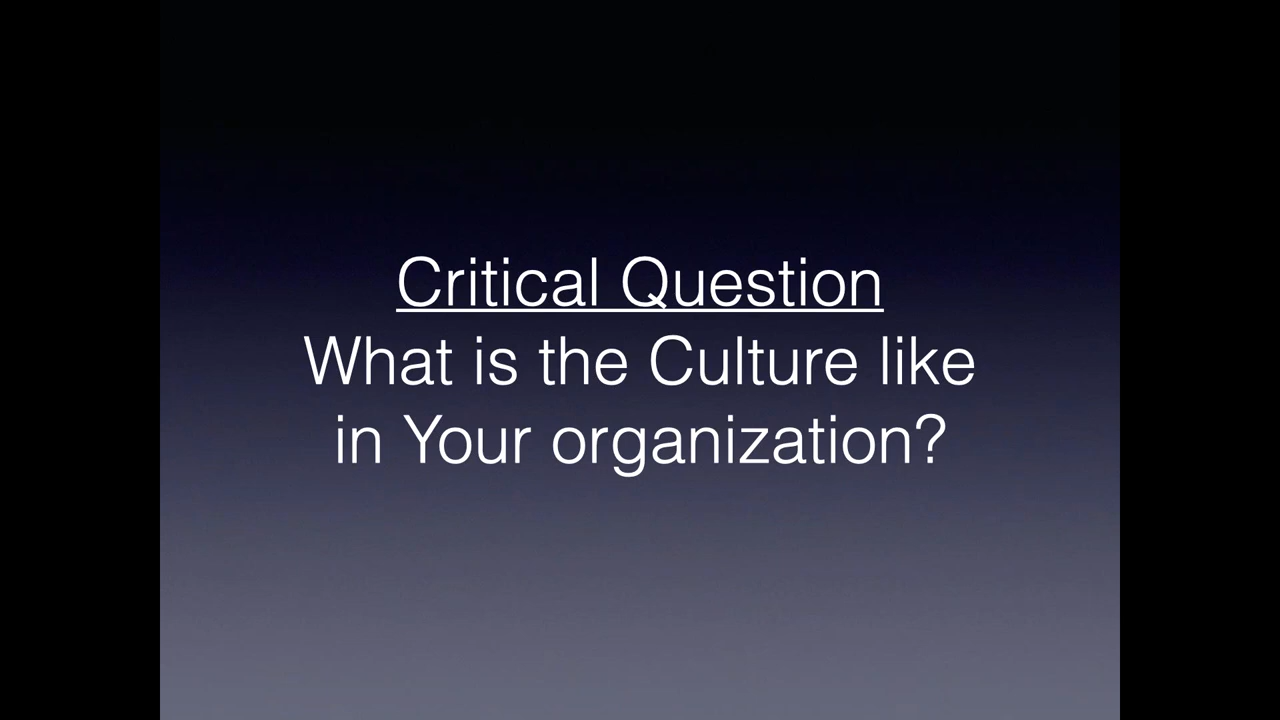 Critical Question
What is the Culture like
in Your organization?